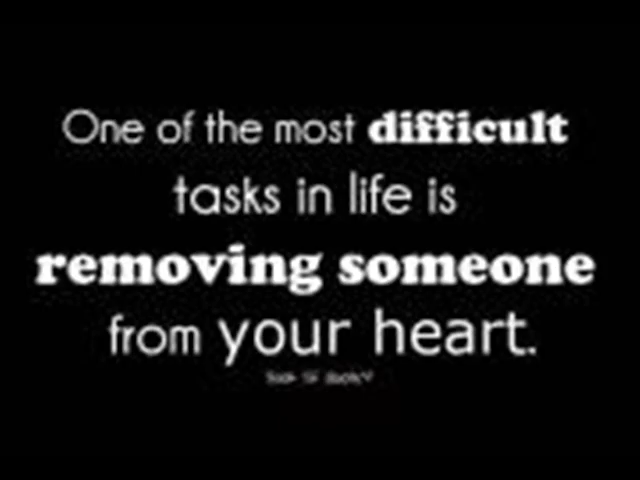 One of the most difficult
tasks in life is
removing someone
from your heart.